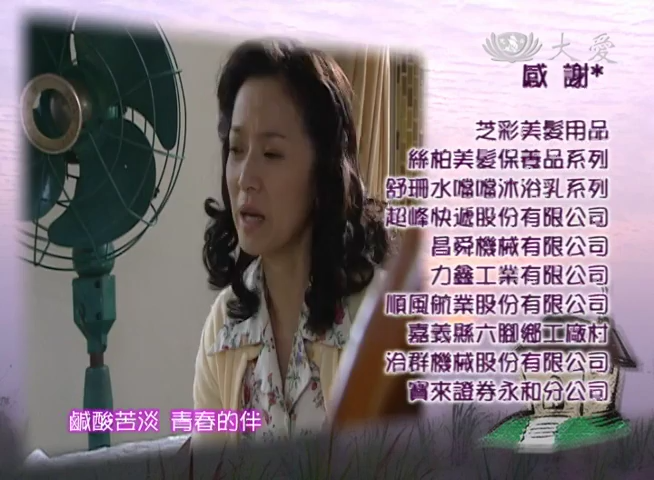 大愛
感 謝*
芝彩美髮用品
絲柏美髮保養品系列
舒珊水噹噹沐浴乳系列
超峰快遞股份有限公司
昌舜機械有限公司
力鑫工業有限公司
順風航業股份有限公司
嘉義縣六腳鄉工廠村
洽群機械股份有限公司
寶來證券永和分公司
鹹酸苦淡 青春的伴